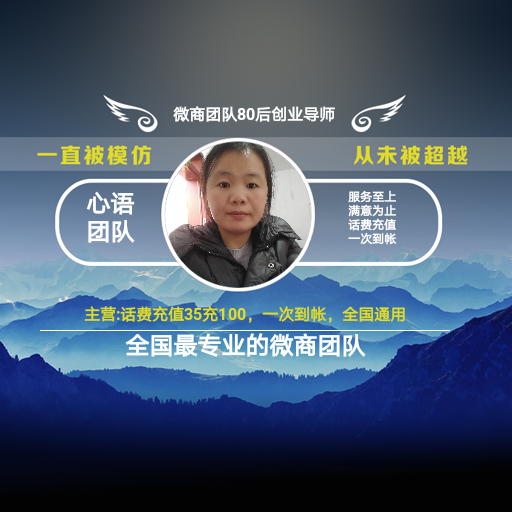 微商团队80后创业导师
一直被模仿
从未被超越
心语
团队
服务至上
满意为止
话费充值
一次到帐
主营:话费充值35充100，一次到帐，全国通用
全国最专业的微商团队